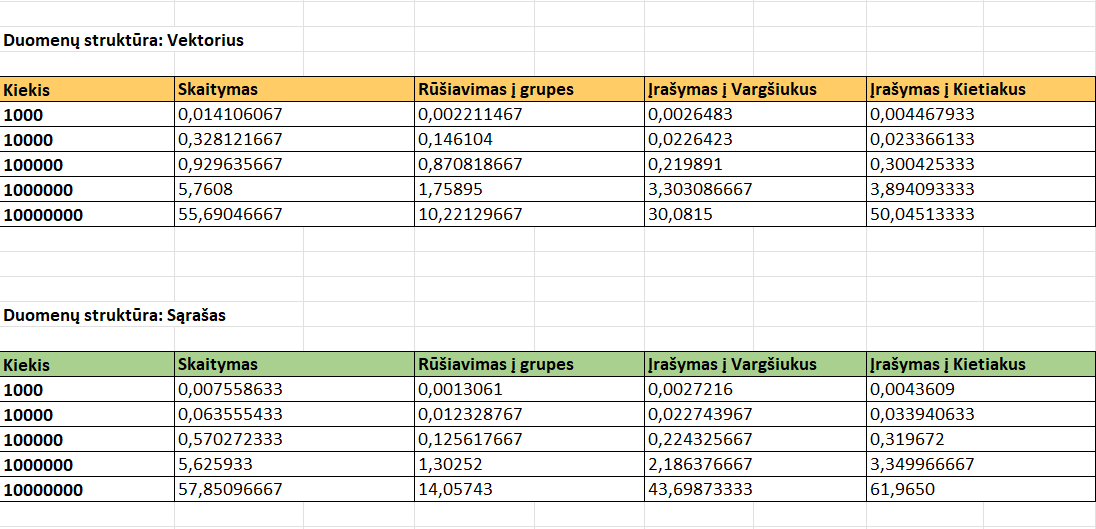 Duomenų struktūra: Vektorius
Kiekis Skaitymas Rūšiavimas į grupes Įrašymas į Vargšiukus Įrašymas į Kietiakus
1000 0,014106067 0,002211467 0,0026483 0,004467933
10000 0,328121667 0,146104 0,0226423 0,023366133
100000 0,929635667 0,870818667 0,219891 0,300425333
1000000 5,7608 1,75895 3,303086667 3,894093333
10000000 55,69046667 10,22129667 30,0815 50,04513333
Duomenų struktūra: Sąrašas
Kiekis Skaitymas Rūšiavimas į grupes Įrašymas į Vargšiukus Įrašymas į Kietiakus
1000 0,007558633 0,0013061 0,0027216 0,0043609
10000 0,063555433 0,012328767 0,022743967 0,033940633
100000 0,570272333 0,125617667 0,224325667 0,319672
1000000 5,625933 1,30252 2,186376667 3,349966667
10000000 57,85096667 14,05743 43,69873333 61,9650